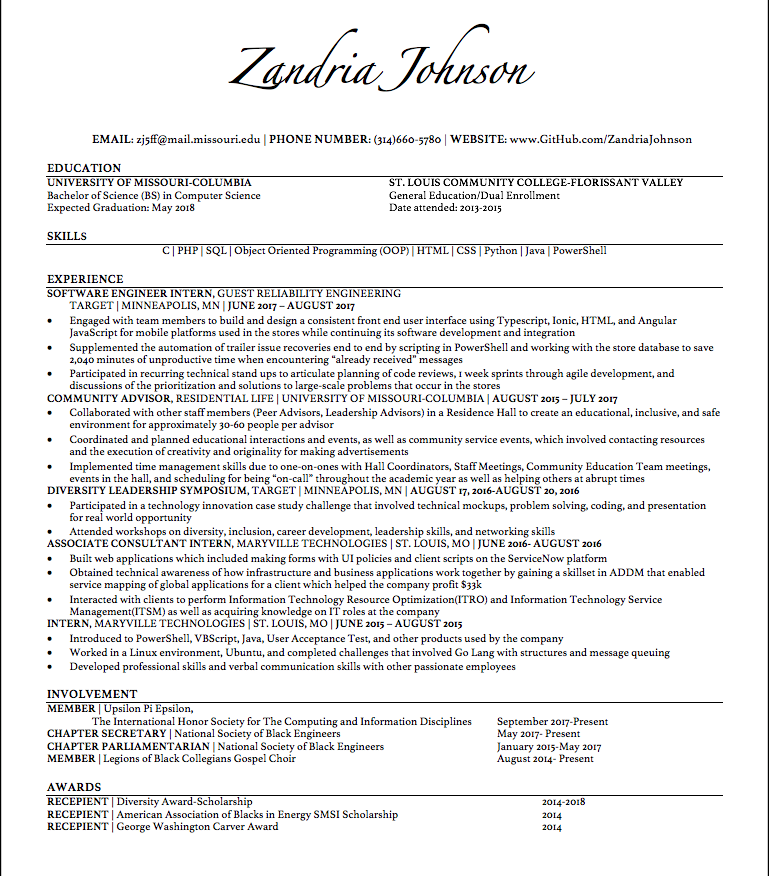 Zandria Johnson
EMAIL: zj5ff@mail.missouri.edu | PHONE NUMBER: (314)660-5780 | WEBSITE: www.GitHub.com/ZandriaJohnson
EDUCATION
UNIVERSITY OF MISSOURI-COLUMBIA
Bachelor of Science (BS) in Computer Science
Expected Graduation: May 2018
ST. LOUIS COMMUNITY COLLEGE-FLORISSANT VALLEY
General Education/Dual Enrollment
Date attended: 2013-2015
SKILLS
C | PHP | SQL | Object Oriented Programming (OOP) | HTML | CSS | Python | Java | PowerShell
EXPERIENCE
SOFTWARE ENGINEER INTERN, GUEST RELIABILITY ENGINEERING
TARGET | MINNEAPOLIS, MN | JUNE 2017 – AUGUST 2017
• Engaged with team members to build and design a consistent front end user interface using Typescript, Ionic, HTML, and Angular
JavaScript for mobile platforms used in the stores while continuing its software development and integration
• Supplemented the automation of trailer issue recoveries end to end by scripting in PowerShell and working with the store database to save
2,040 minutes of unproductive time when encountering “already received” messages
• Participated in recurring technical stand ups to articulate planning of code reviews, 1 week sprints through agile development, and
discussions of the prioritization and solutions to large-scale problems that occur in the stores
COMMUNITY ADVISOR, RESIDENTIAL LIFE | UNIVERSITY OF MISSOURI-COLUMBIA | AUGUST 2015 – JULY 2017
• Collaborated with other staff members (Peer Advisors, Leadership Advisors) in a Residence Hall to create an educational, inclusive, and safe
environment for approximately 30-60 people per advisor
• Coordinated and planned educational interactions and events, as well as community service events, which involved contacting resources
and the execution of creativity and originality for making advertisements
• Implemented time management skills due to one-on-ones with Hall Coordinators, Staff Meetings, Community Education Team meetings,
events in the hall, and scheduling for being “on-call” throughout the academic year as well as helping others at abrupt times
DIVERSITY LEADERSHIP SYMPOSIUM, TARGET | MINNEAPOLIS, MN | AUGUST 17, 2016-AUGUST 20, 2016
• Participated in a technology innovation case study challenge that involved technical mockups, problem solving, coding, and presentation
for real world opportunity
• Attended workshops on diversity, inclusion, career development, leadership skills, and networking skills
ASSOCIATE CONSULTANT INTERN, MARYVILLE TECHNOLOGIES | ST. LOUIS, MO | JUNE 2016- AUGUST 2016
• Built web applications which included making forms with UI policies and client scripts on the ServiceNow platform
• Obtained technical awareness of how infrastructure and business applications work together by gaining a skillset in ADDM that enabled
service mapping of global applications for a client which helped the company profit $33k
• Interacted with clients to perform Information Technology Resource Optimization(ITRO) and Information Technology Service
Management(ITSM) as well as acquiring knowledge on IT roles at the company
INTERN, MARYVILLE TECHNOLOGIES | ST. LOUIS, MO | JUNE 2015 – AUGUST 2015
• Introduced to PowerShell, VBScript, Java, User Acceptance Test, and other products used by the company
• Worked in a Linux environment, Ubuntu, and completed challenges that involved Go Lang with structures and message queuing
• Developed professional skills and verbal communication skills with other passionate employees
INVOLVEMENT
MEMBER | Upsilon Pi Epsilon,
The International Honor Society for The Computing and Information Disciplines September 2017-Present
CHAPTER SECRETARY | National Society of Black Engineers May 2017- Present
CHAPTER PARLIAMENTARIAN | National Society of Black Engineers January 2015-May 2017
MEMBER | Legions of Black Collegians Gospel Choir August 2014- Present
AWARDS
RECEPIENT | Diversity Award-Scholarship 2014-2018
RECEPIENT | American Association of Blacks in Energy SMSI Scholarship 2014
RECEPIENT | George Washington Carver Award 2014